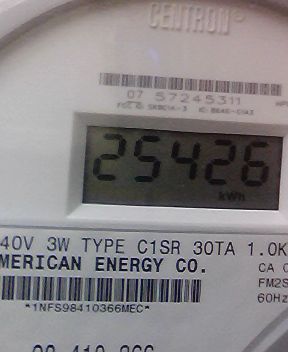 CENTRON
07 57245311
25426
kWh
40V 3W TYPE C1SR 30TA 1.0K
MERICAN ENERGY CO.
CA
FM2S
60Hz
*1NFS98410366MEC*